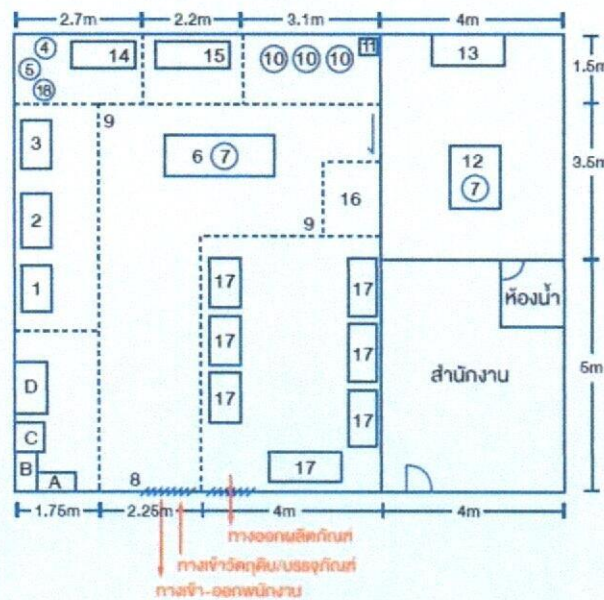 2.7m 2.2m 3.1m 4m
4 14 15 10 10 10 11 13 1.5m
5
18
9
3 6 7 12 3.5m
7
2 16
9
1 17 17 ห้องน้ำ
17 17 สำนักงาน 5m
D 17 17
C
B 17
A 8
1.75m 2.25m 4m 4m
ทางออกผลิตภัณฑ์
ทางเข้าวัตถุดิบ/บรรจุภัณฑ์
ทางเข้า-ออกพนักงาน